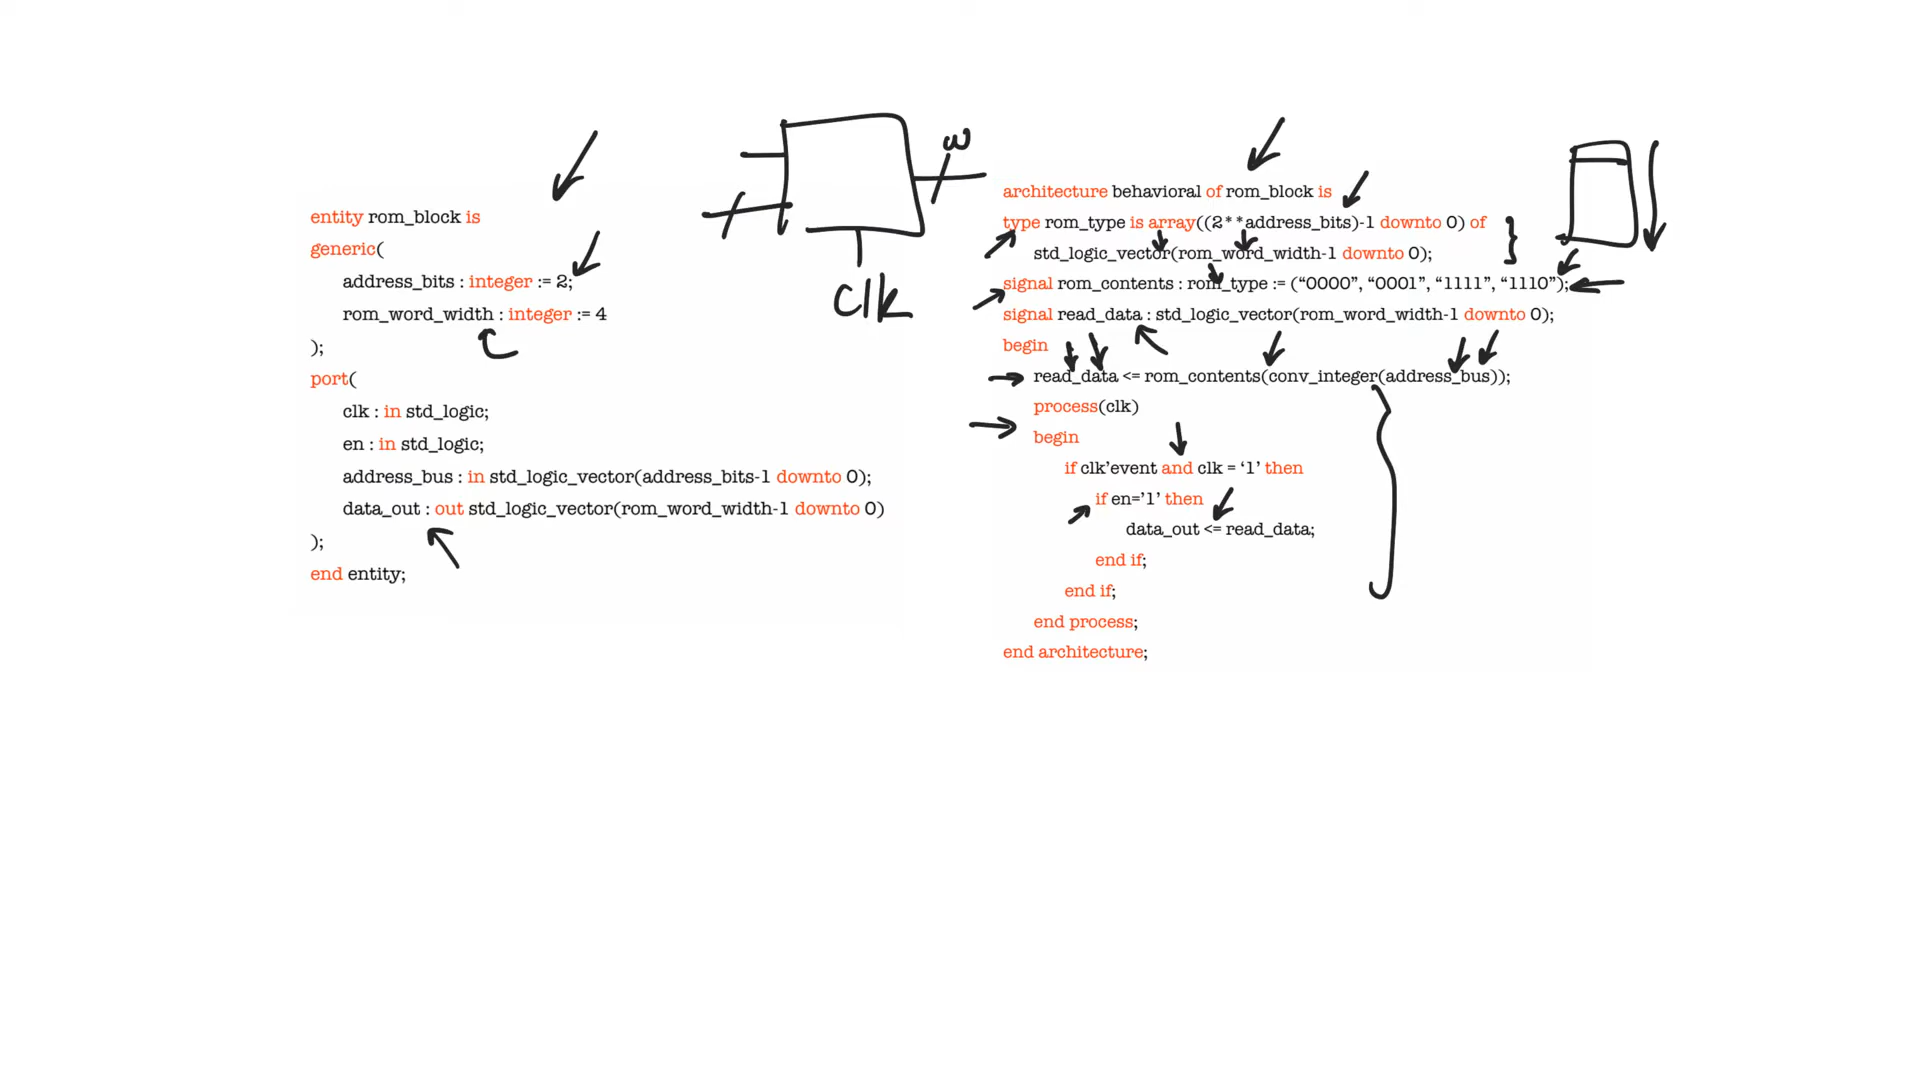 entity rom_block is
generic(
address_bits : integer := 2;
rom_word_width : integer := 4
);
port(
clk : in std_logic;
en : in std_logic;
address_bus : in std_logic_vector(address_bits-1 downto 0);
data_out : out std_logic_vector(rom_word_width-1 downto 0)
);
end entity;
w
clk
architecture behavioral of rom_block is
type rom_type is array((2**address_bits)-1 downto 0) of
std_logic_vector(rom_word_width-1 downto 0);
signal rom_contents : rom_type := (“0000”, “0001”, “1111”, “1110”);
signal read_data : std_logic_vector(rom_word_width-1 downto 0);
begin
read_data <= rom_contents(conv_integer(address_bus));
process(clk)
begin
if clk’event and clk = ‘1’ then
if en=’1’ then
data_out <= read_data;
end if;
end if;
end process;
end architecture;